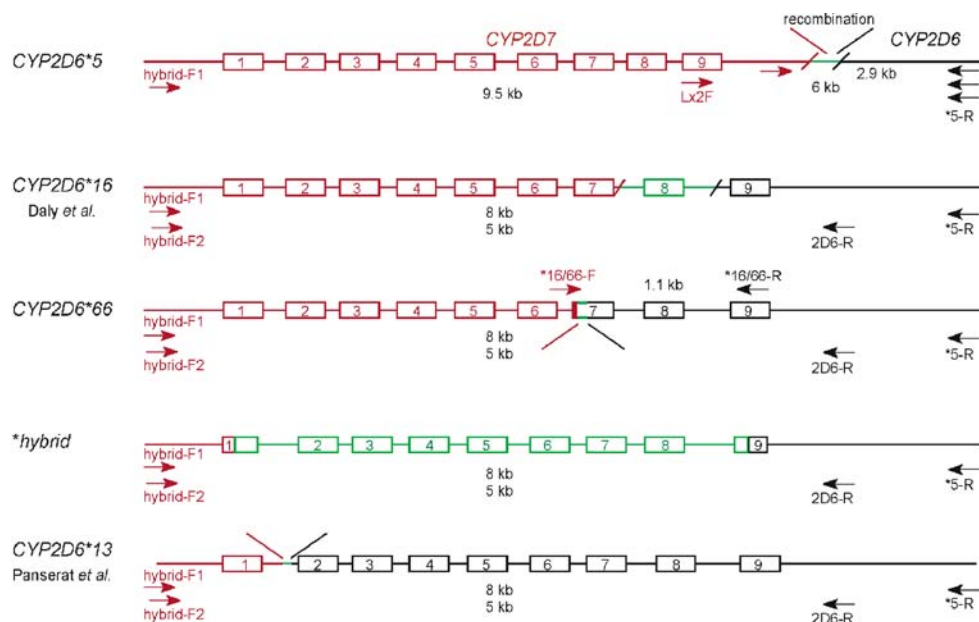 recombination
CYP2D7
CYP2D6
CYP2D6*5
1 2 3 4 5 6 7 8 9
hybrid-F1
9.5 kb
Lx2F
6 kb
2.9 kb
*5-R
CYP2D6*16
Daly et al.
1 2 3 4 5 6 7 8 9
hybrid-F1
hybrid-F2
8 kb
5 kb
2D6-R
*5-R
CYP2D6*66
*16/66-F
1.1 kb
*16/66-R
1 2 3 4 5 6 7 8 9
hybrid-F1
hybrid-F2
8 kb
5 kb
2D6-R
*5-R
*hybrid
1 2 3 4 5 6 7 8 9
hybrid-F1
hybrid-F2
8 kb
5 kb
2D6-R
*5-R
CYP2D6*13
Panserat et al.
1 2 3 4 5 6 7 8 9
hybrid-F1
hybrid-F2
8 kb
5 kb
2D6-R
*5-R